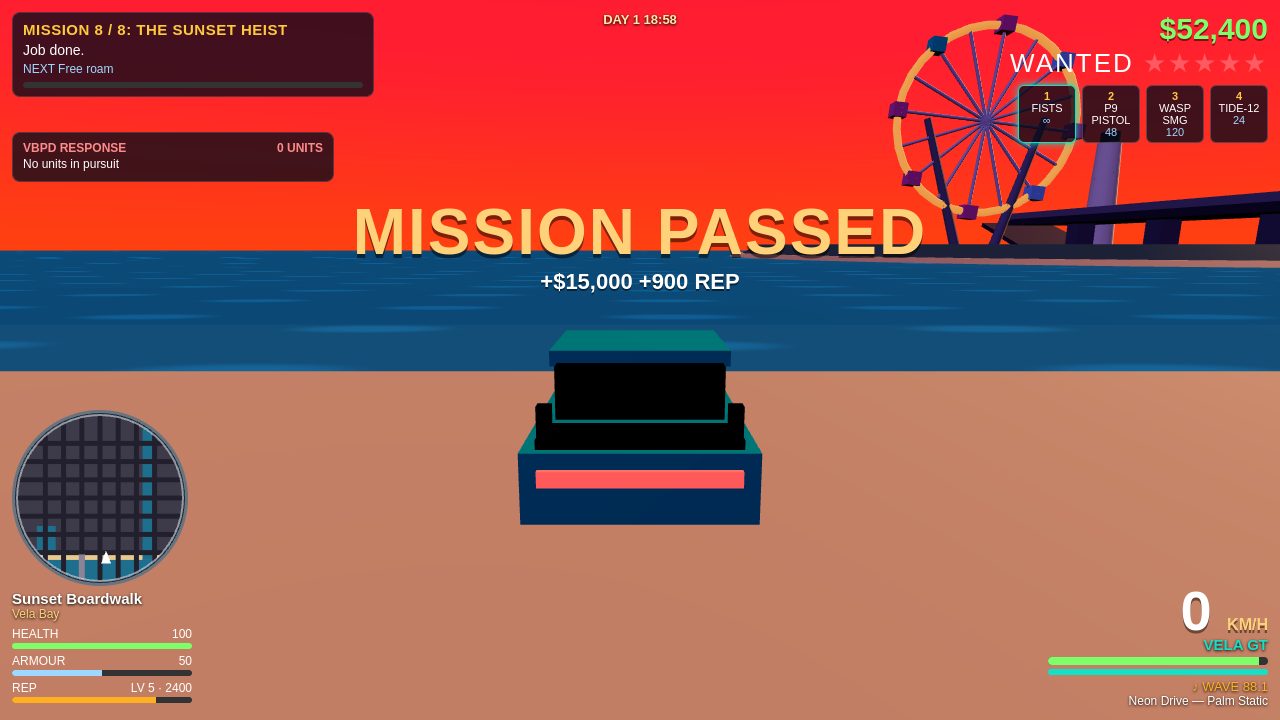 MISSION 8 / 8: THE SUNSET HEIST
Job done.
NEXT Free roam
DAY 1 18:58
$52,400
WANTED ★★★★★
1
FISTS
∞
2
P9
PISTOL
48
3
WASP
SMG
120
4
TIDE-12
24
VBPD RESPONSE 0 UNITS
No units in pursuit
MISSION PASSED
+$15,000 +900 REP
Sunset Boardwalk
Vela Bay
HEALTH 100
ARMOUR 50
REP LV 5 · 2400
0 KM/H
VELA GT
♪ WAVE 88.1
Neon Drive — Palm Static